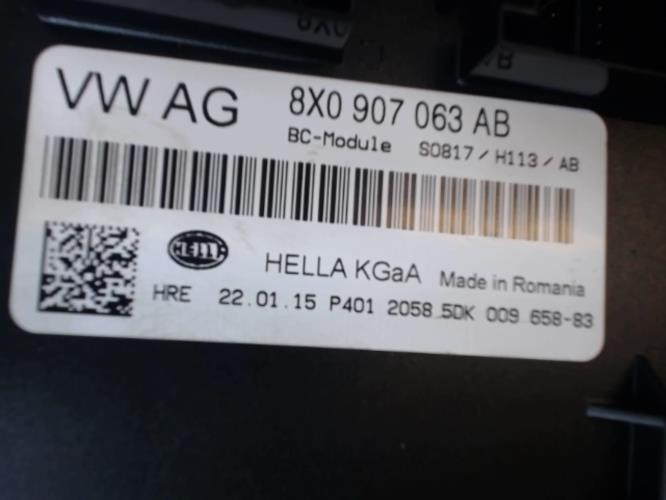 VW AG 8X0 907 063 AB
BC-Module S0817/H113/AB
HELLA
HELLA KGaA Made in Romania
HRE 22.01.15 P401 2058 5DK 009 658-83